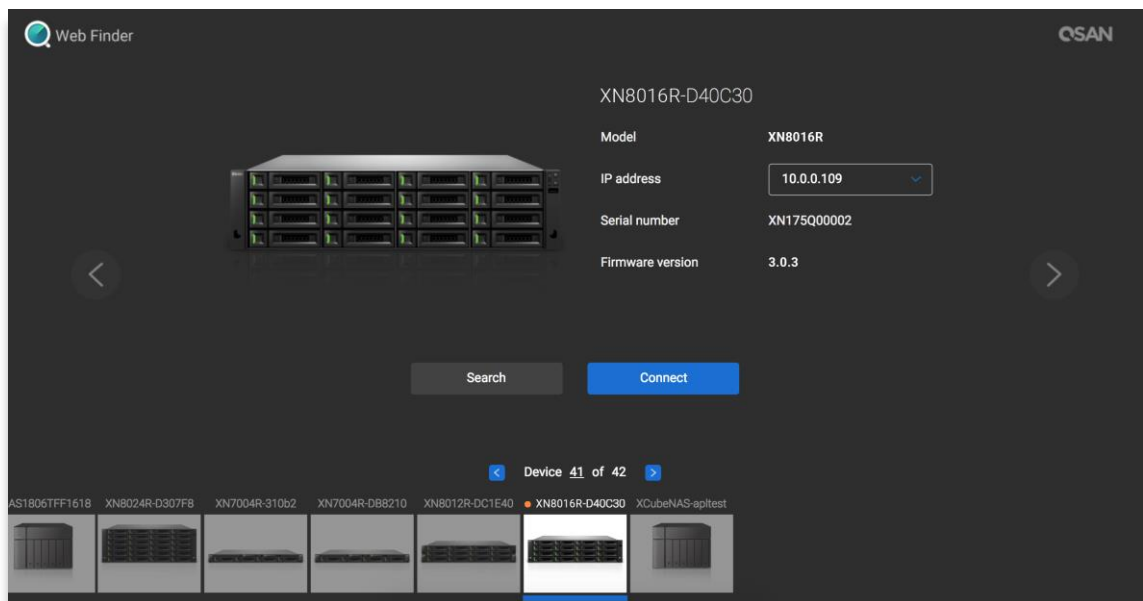 Web Finder
QSAN
XN8016R-D40C30
Model XN8016R
IP address 10.0.0.109
Serial number XN175Q00002
Firmware version 3.0.3
Search Connect
Device 41 of 42
AS1806TFF1618 XN8024R-D307F8 XN7004R-310b2 XN7004R-DB8210 XN8012R-DC1E40 XN8016R-D40C30 XCubeNAS-apltest